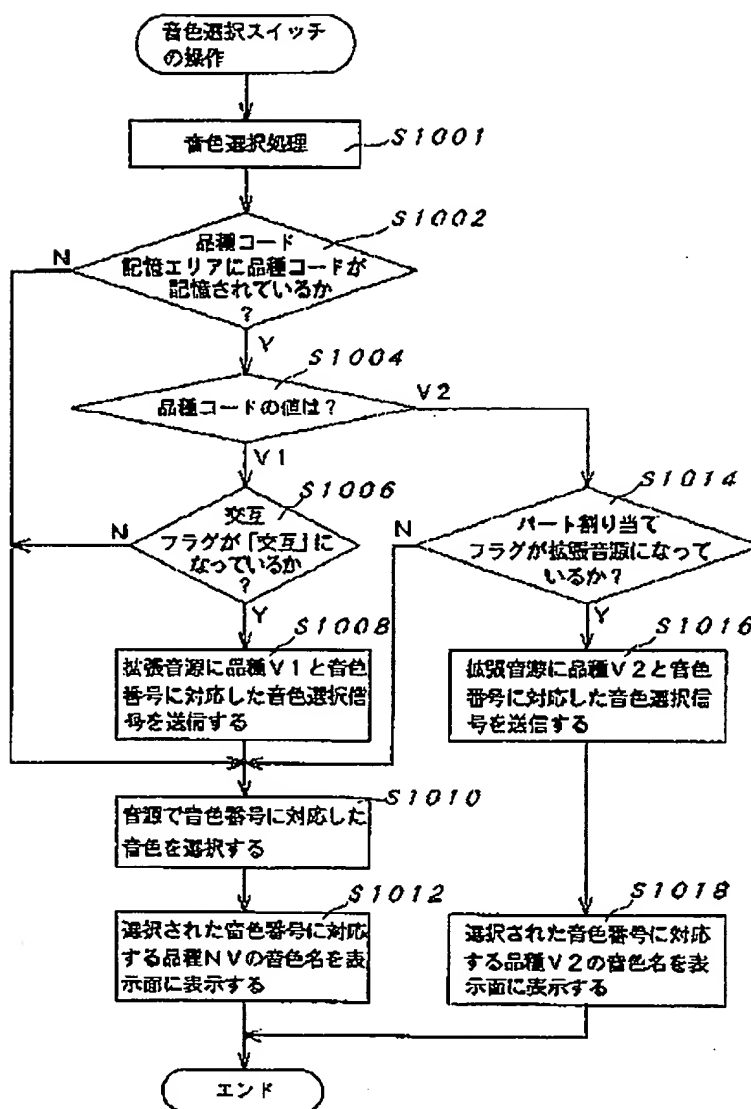 音色選択スイッチ
の操作
音色選択処理
S1001
S1002
N
品種コード
記憶エリアに品種コードが
記憶されているか
?
Y
S1004
品種コードの値は?
V2
V1
S1006
N
交互
フラグが「交互」に
なっているか
?
Y
S1014
N
パート割り当て
フラグが拡張音源になって
いるか?
Y
S1008
拡張音源に品種V1と音色
番号に対応した音色選択信
号を送信する
S1016
拡張音源に品種V2と音色
番号に対応した音色選択信
号を送信する
S1010
音源で音色番号に対応した
音色を選択する
S1012
選択された音色番号に対応
する品種NVの音色名を表
示面に表示する
S1018
選択された音色番号に対応
する品種V2の音色名を表
示面に表示する
エンド